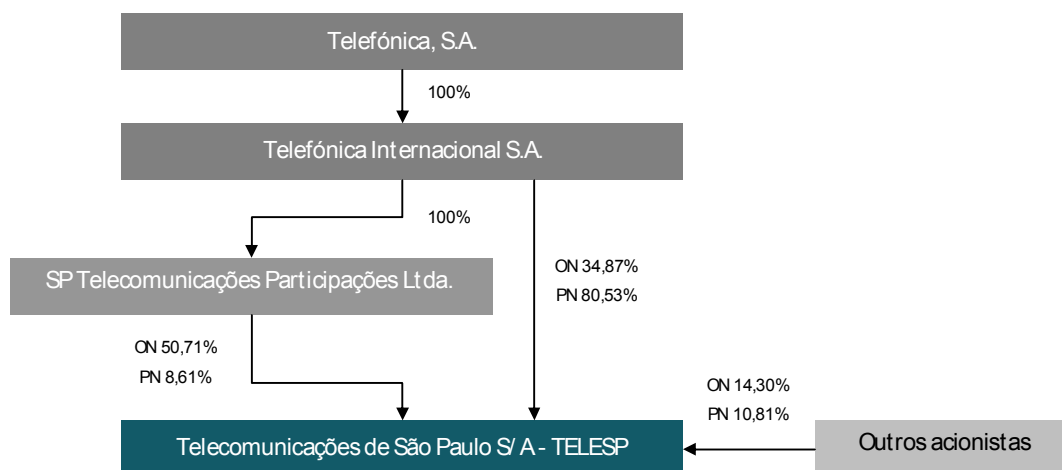 Telefónica, S.A.
100%
Telefónica Internacional S.A.
100%
SP Telecomunicações Participações Ltda.
ON 34,87%
PN 80,53%
ON 50,71%
PN 8,61%
ON 14,30%
PN 10,81%
Telecomunicações de São Paulo S/A - TELESP
Outros acionistas